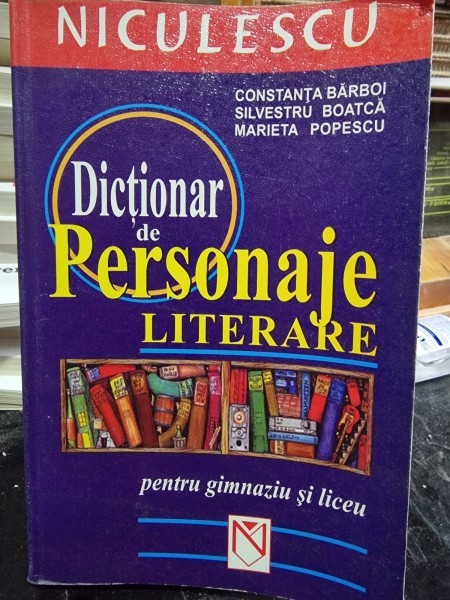 NICULESCU
CONSTANȚA BĂRBOI
SILVESTRU BOATCĂ
MARIETA POPESCU
Dicționar
de
Personaje
LITERARE
pentru gimnaziu și liceu